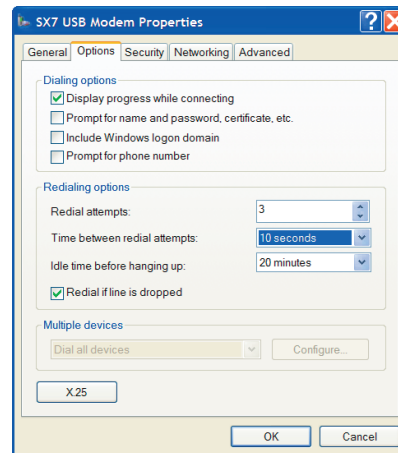 SX7 USB Modem Properties
General Options Security Networking Advanced
Dialing options
Display progress while connecting
Prompt for name and password, certificate, etc.
Include Windows logon domain
Prompt for phone number
Redialing options
Redial attempts: 3
Time between redial attempts: 10 seconds
Idle time before hanging up: 20 minutes
Redial if line is dropped
Multiple devices
Dial all devices Configure...
X.25
OK Cancel